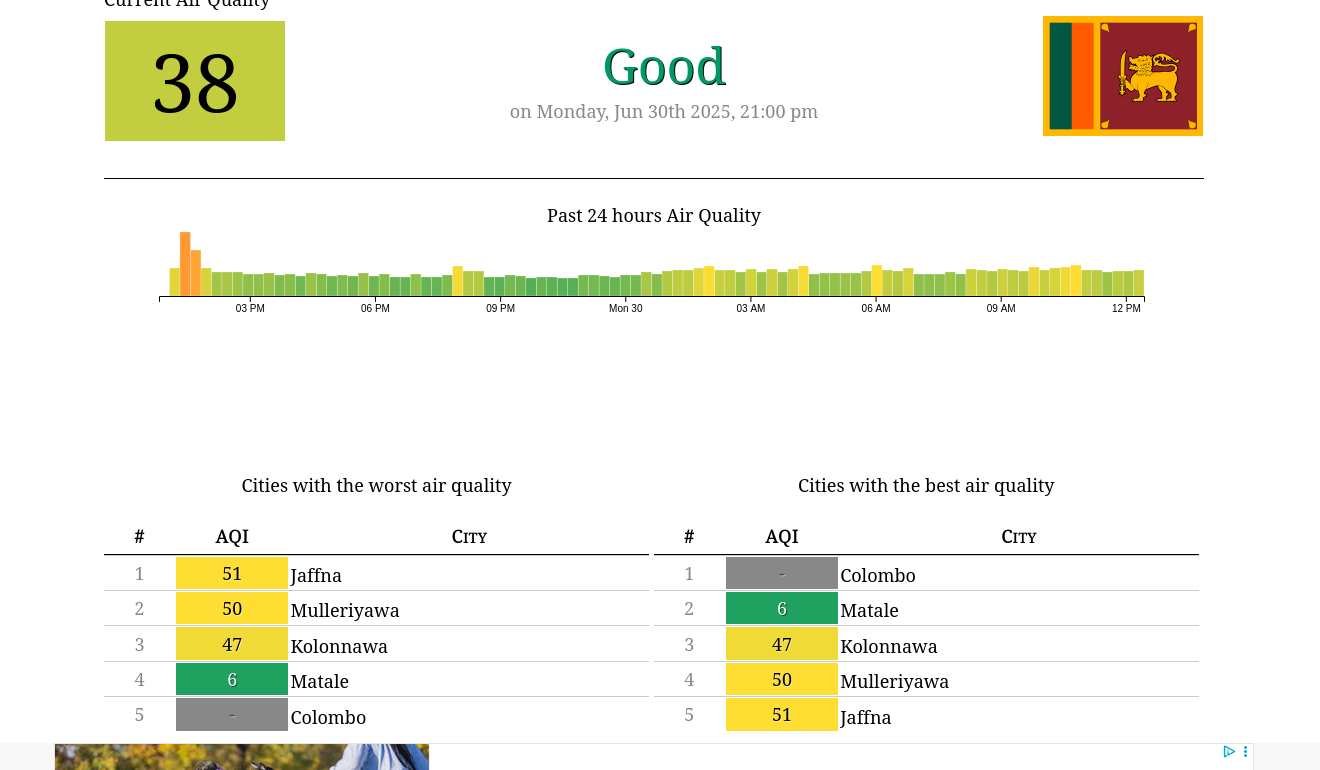 Current Air Quality
38
Good
on Monday, Jun 30th 2025, 21:00 pm
Past 24 hours Air Quality
03 PM 06 PM 09 PM Mon 30 03 AM 06 AM 09 AM 12 PM
Cities with the worst air quality
# AQI City
1 51 Jaffna
2 50 Mulleriyawa
3 47 Kolonnawa
4 6 Matale
5 - Colombo
Cities with the best air quality
# AQI City
1 - Colombo
2 6 Matale
3 47 Kolonnawa
4 50 Mulleriyawa
5 51 Jaffna